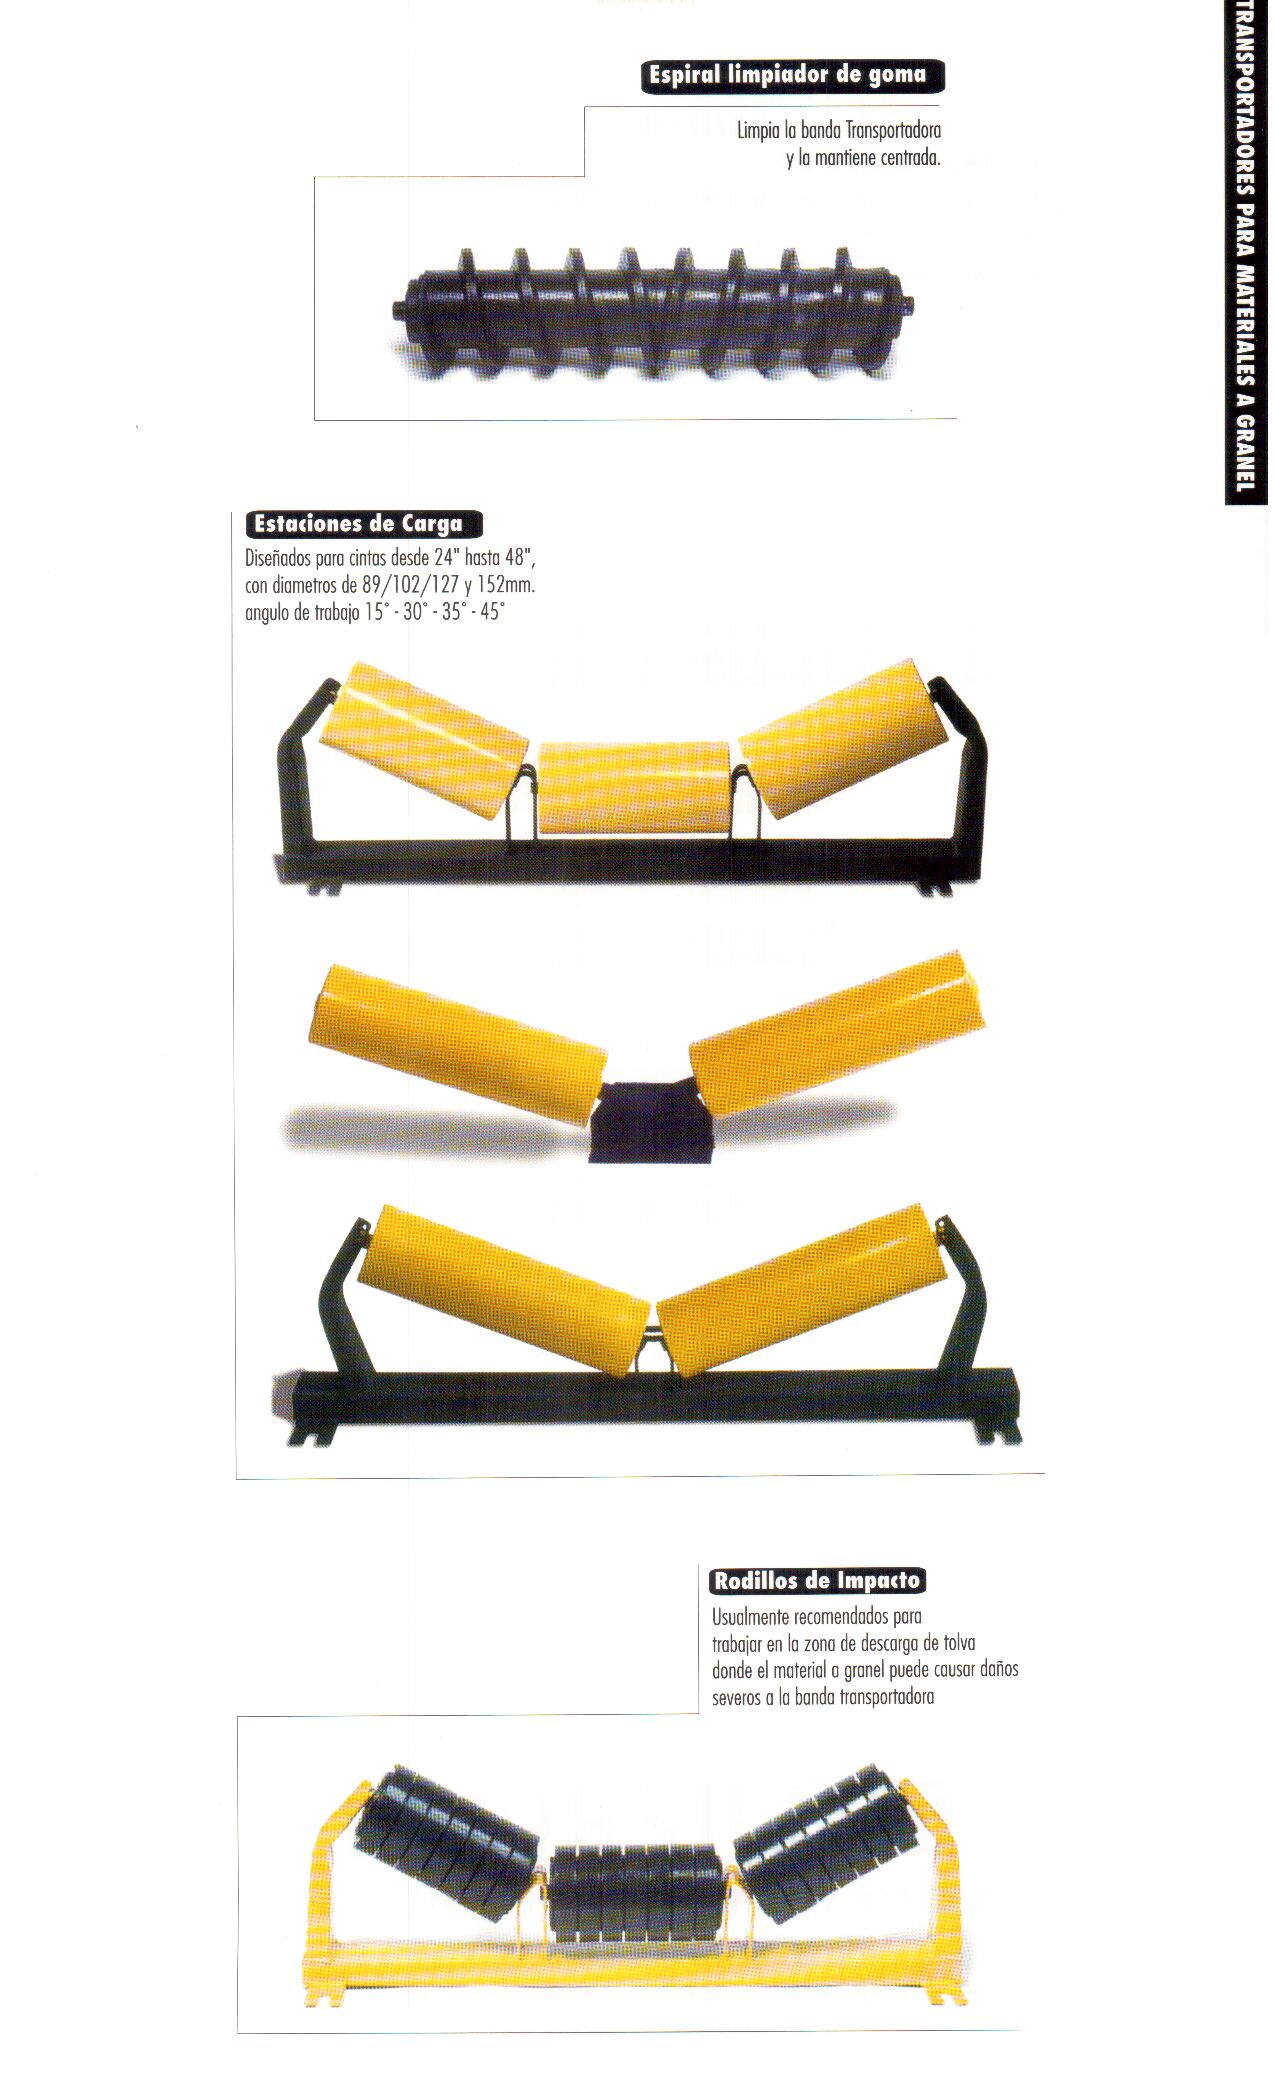 TRANSPORTADORES PARA MATERIALES A GRANEL
Espiral limpiador de goma
Limpia la banda Transportadora
y la mantiene centrada.
Estaciones de Carga
Diseñados para cintas desde 24" hasta 48",
con diametros de 89/102/127 y 152mm.
angulo de trabajo 15° - 30° - 35° - 45°
Rodillos de Impacto
Usualmente recomendados para
trabajar en la zona de descarga de tolva
donde el material a granel puede causar daños
severos a la banda transportadora